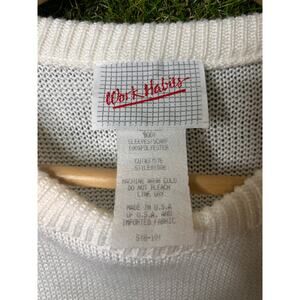 Work Habits
BODY
SLEEVES/SCARF
100%POLYESTER
MACHINE WASH COLD
DO NOT BLEACH
LINE DRY
MADE IN U.S.A
OF U.S.A. AND
IMPORTED FABRIC